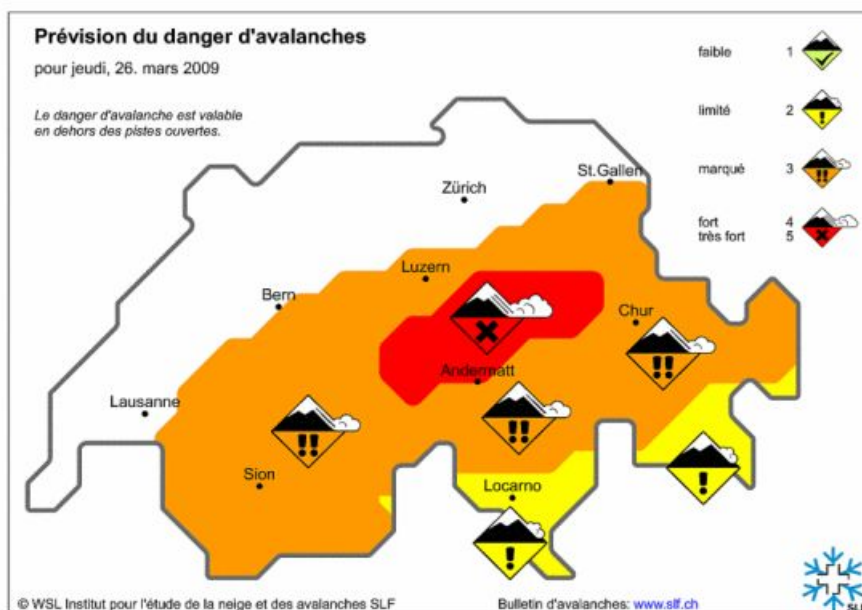 Prévision du danger d'avalanches
pour jeudi, 26. mars 2009
Le danger d'avalanche est valable
en dehors des pistes ouvertes.
faible 1
limité 2
marqué 3
fort 4
très fort 5
St.Gallen
Zürich
Luzern
Bern
Chur
Andermatt
Lausanne
Sion
Locarno
© WSL Institut pour l'étude de la neige et des avalanches SLF
Bulletin d'avalanches: www.slf.ch